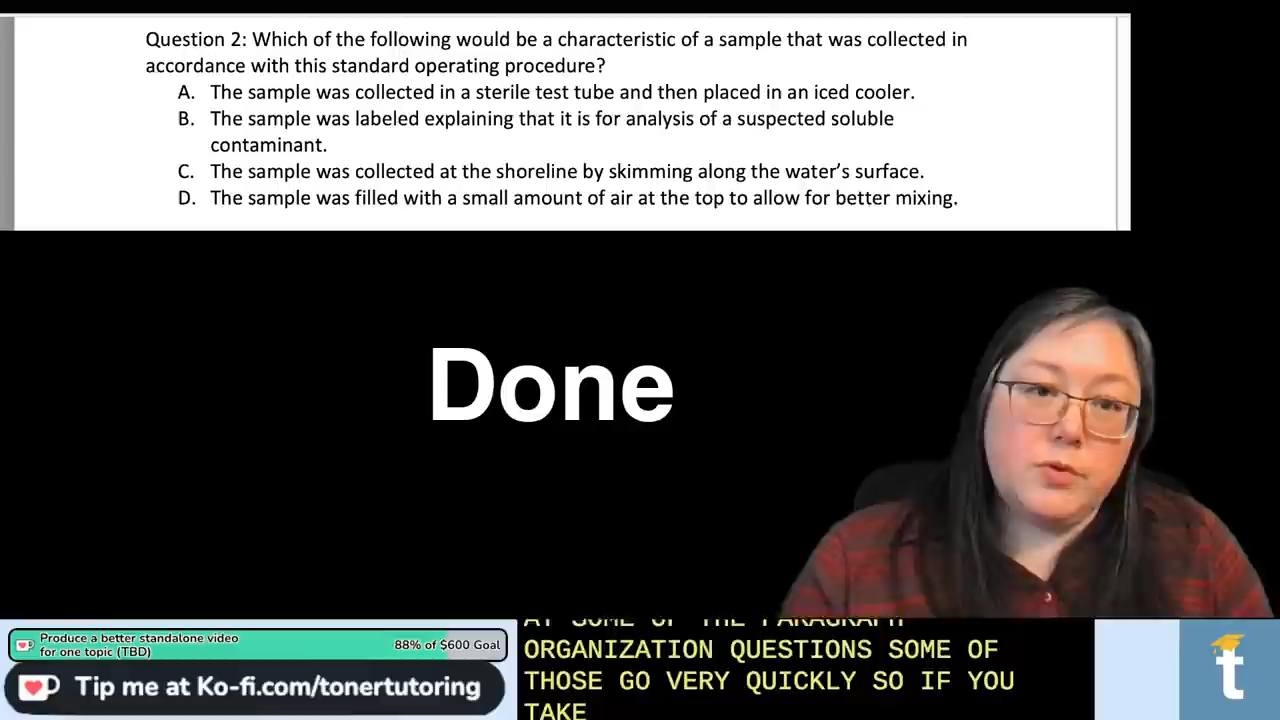 Question 2: Which of the following would be a characteristic of a sample that was collected in
accordance with this standard operating procedure?
A. The sample was collected in a sterile test tube and then placed in an iced cooler.
B. The sample was labeled explaining that it is for analysis of a suspected soluble
contaminant.
C. The sample was collected at the shoreline by skimming along the water’s surface.
D. The sample was filled with a small amount of air at the top to allow for better mixing.
Done
Produce a better standalone video
for one topic (TBD)
88% of $600 Goal
Tip me at Ko-fi.com/tonertutoring
AT SOME OF THE PARAGRAPH
ORGANIZATION QUESTIONS SOME OF
THOSE GO VERY QUICKLY SO IF YOU
TAKE
t